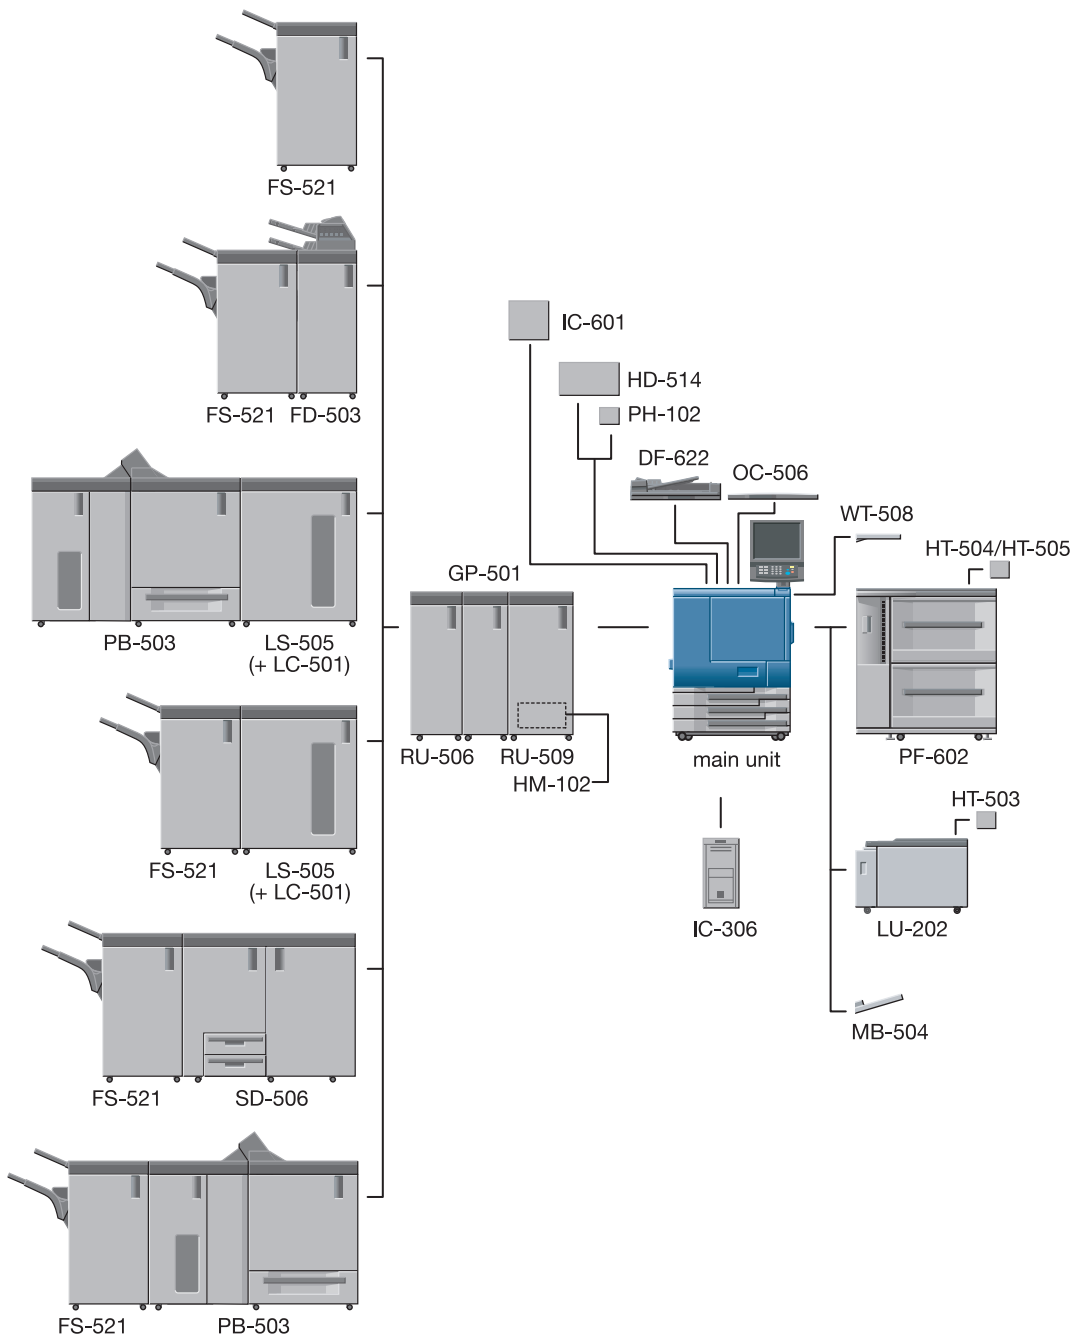 FS-521
FS-521 FD-503
PB-503 LS-505
(+ LC-501)
FS-521 LS-505
(+ LC-501)
FS-521 SD-506
FS-521 PB-503
IC-601
HD-514
PH-102
DF-622
OC-506
WT-508
HT-504/HT-505
GP-501
RU-506 RU-509
HM-102
main unit
PF-602
HT-503
IC-306
LU-202
MB-504